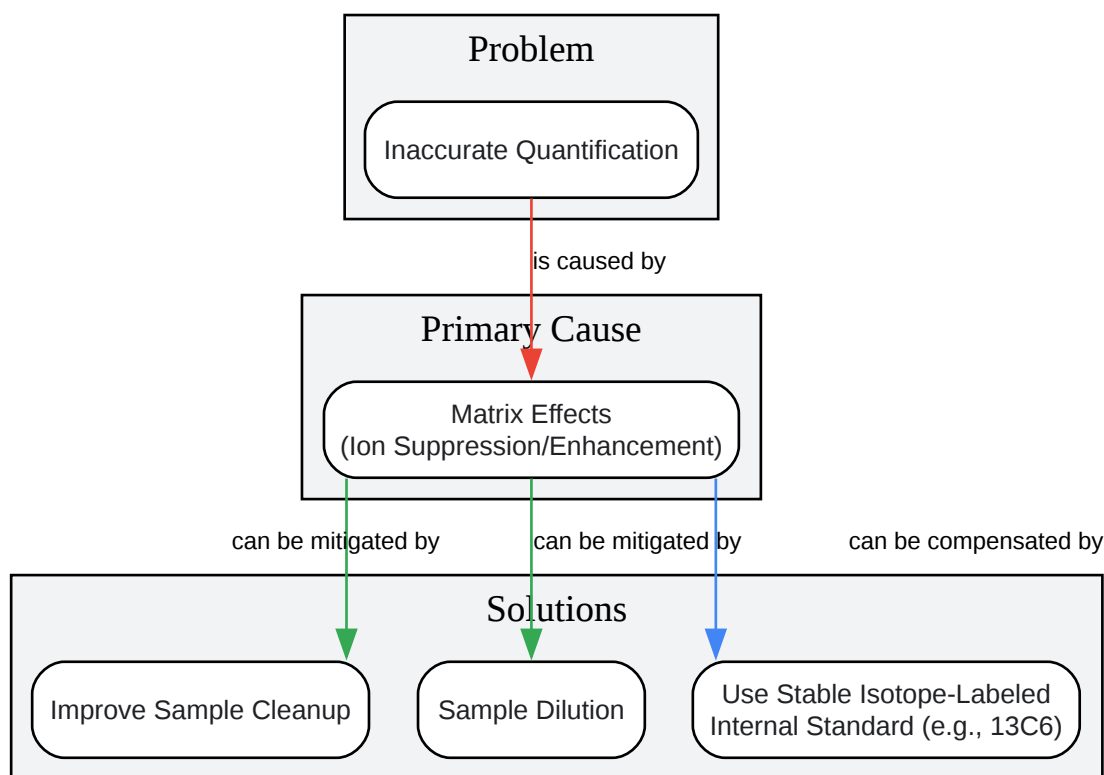 Problem
Inaccurate Quantification
is caused by
Primary Cause
Matrix Effects
(Ion Suppression/Enhancement)
can be mitigated by
can be mitigated by
can be compensated by
Solutions
Improve Sample Cleanup
Sample Dilution
Use Stable Isotope-Labeled
Internal Standard (e.g., 13C6)